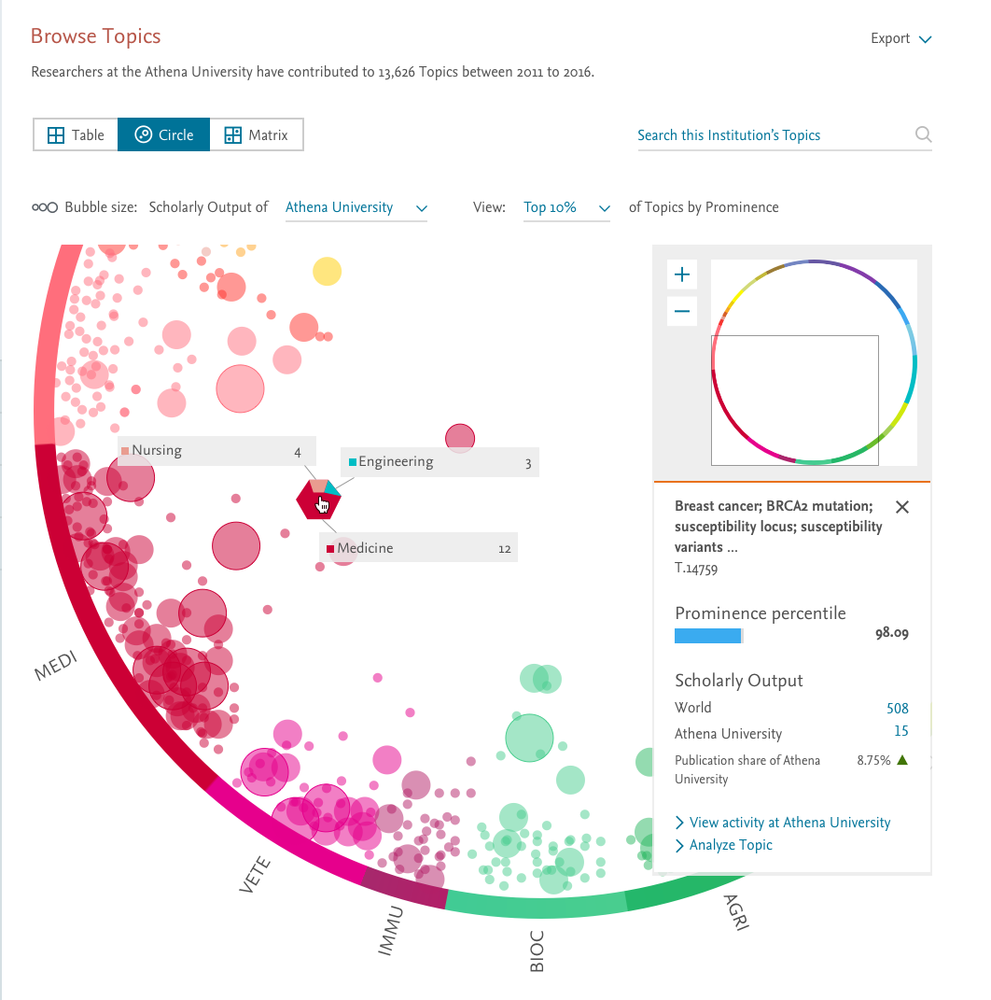 Browse Topics
Export
Researchers at the Athena University have contributed to 13,626 Topics between 2011 to 2016.
Table
Circle
Matrix
Search this Institution's Topics
Bubble size: Scholarly Output of Athena University
View: Top 10% of Topics by Prominence
Nursing 4
Engineering 3
Medicine 12
MEDI
VETE
IMMU
BIOC
AGRI
Breast cancer; BRCA2 mutation;
susceptibility locus; susceptibility
variants ...
T.14759
Prominence percentile
98.09
Scholarly Output
World 508
Athena University 15
Publication share of Athena 8.75%
University
View activity at Athena University
Analyze Topic